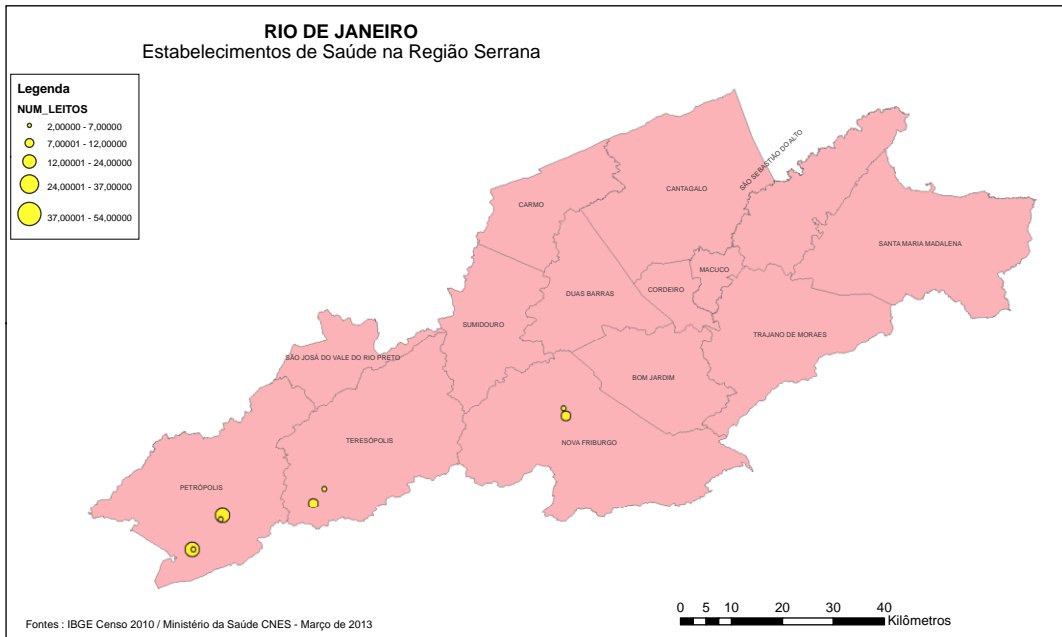 RIO DE JANEIRO
Estabelecimentos de Saúde na Região Serrana
Legenda
NUM_LEITOS
2,00000 - 7,00000
7,00001 - 12,00000
12,00001 - 24,00000
24,00001 - 37,00000
37,00001 - 54,00000
SÃO SEBASTIÃO DO ALTO
CANTAGALO
CARMO
SANTA MARIA MADALENA
MACUCO
CORDEIRO
DUAS BARRAS
SUMIDOURO
TRAJANO DE MORAES
SÃO JOSÁ DO VALE DO RIO PRETO
BOM JARDIM
TERESÓPOLIS
NOVA FRIBURGO
PETRÓPOLIS
0 5 10 20 30 40
Quilômetros
Fontes : IBGE Censo 2010 / Ministério da Saúde CNES - Março de 2013